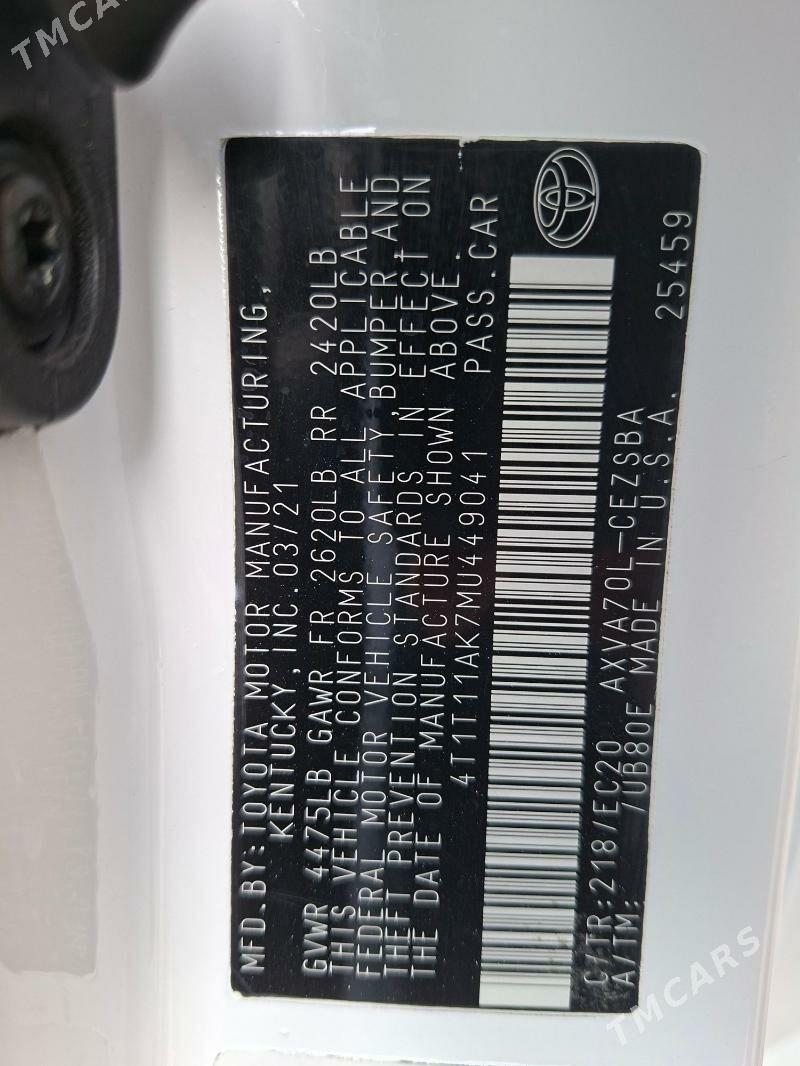 TMCARS
MFD.BY:TOYOTA MOTOR MANUFACTURING,
KENTUCKY,INC.03/21
GVWR 4475LB GAWR FR 2620LB RR 2420LB
THIS VEHICLE CONFORMS TO ALL APPLICABLE
FEDERAL MOTOR VEHICLE SAFETY, BUMPER, AND
THEFT PREVENTION STANDARDS IN EFFECT ON
THE DATE OF MANUFACTURE SHOWN ABOVE.
4T1T11AK7MU449041 PASS.CAR
C/TR:218/EC20 AXVA70L-CEZSBA 25459
A/TM: /UB80E MADE IN U.S.A.
TMCARS